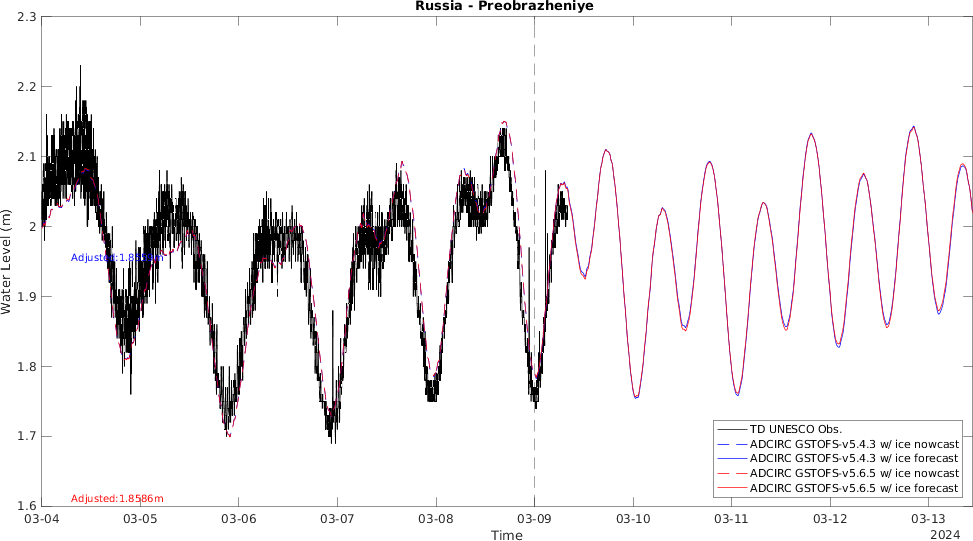 Russia - Preobrazheniye
2.3
2.2
2.1
2
1.9
1.8
1.7
1.6
Water Level (m)
Adjusted:1.8586m
03-04
03-05
03-06
03-07
03-08
03-09
03-10
03-11
03-12
03-13
Time
2024
TD UNESCO Obs.
ADCIRC GSTOFS-v5.4.3 w/ ice nowcast
ADCIRC GSTOFS-v5.4.3 w/ ice forecast
ADCIRC GSTOFS-v5.6.5 w/ ice nowcast
ADCIRC GSTOFS-v5.6.5 w/ ice forecast